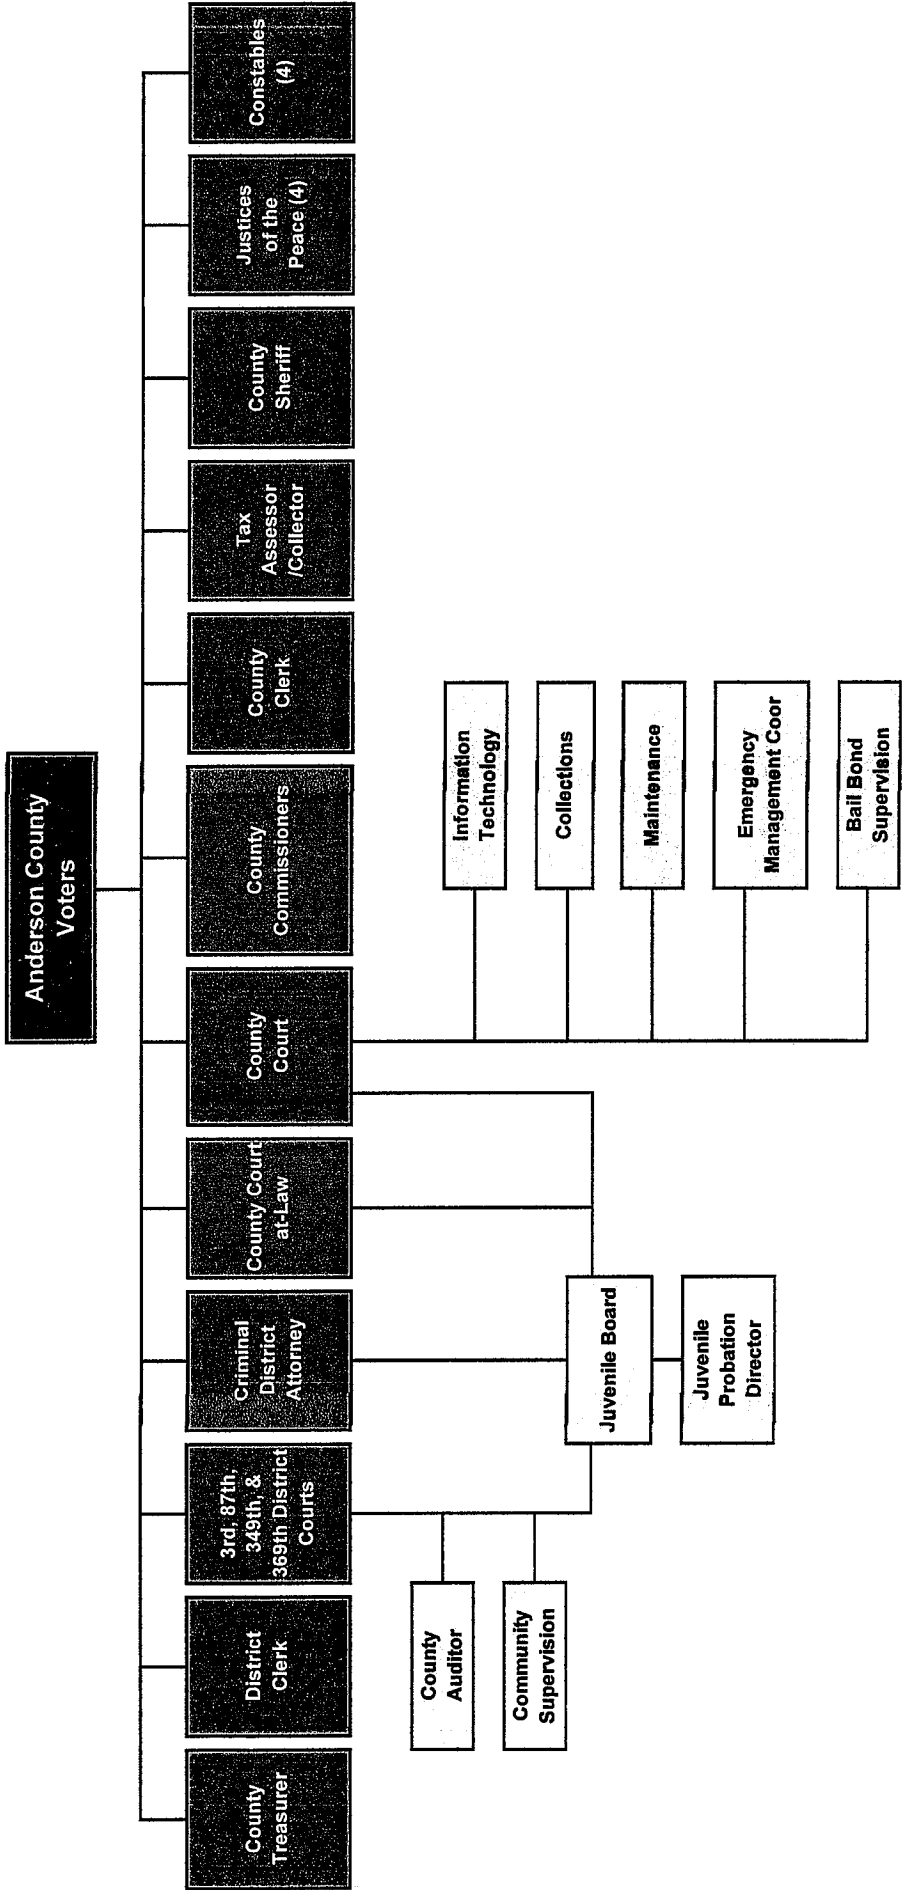 Anderson County
Voters
County
Treasurer
District
Clerk
3rd, 87th,
349th, &
369th District
Courts
Criminal
District
Attorney
County Court
at-Law
County
Court
County
Commissioners
County
Clerk
Tax
Assessor
/Collector
County
Sheriff
Justices
of the
Peace (4)
Constables
(4)
County
Auditor
Community
Supervision
Juvenile Board
Juvenile
Probation
Director
Information
Technology
Collections
Maintenance
Emergency
Management Coor
Bail Bond
Supervision